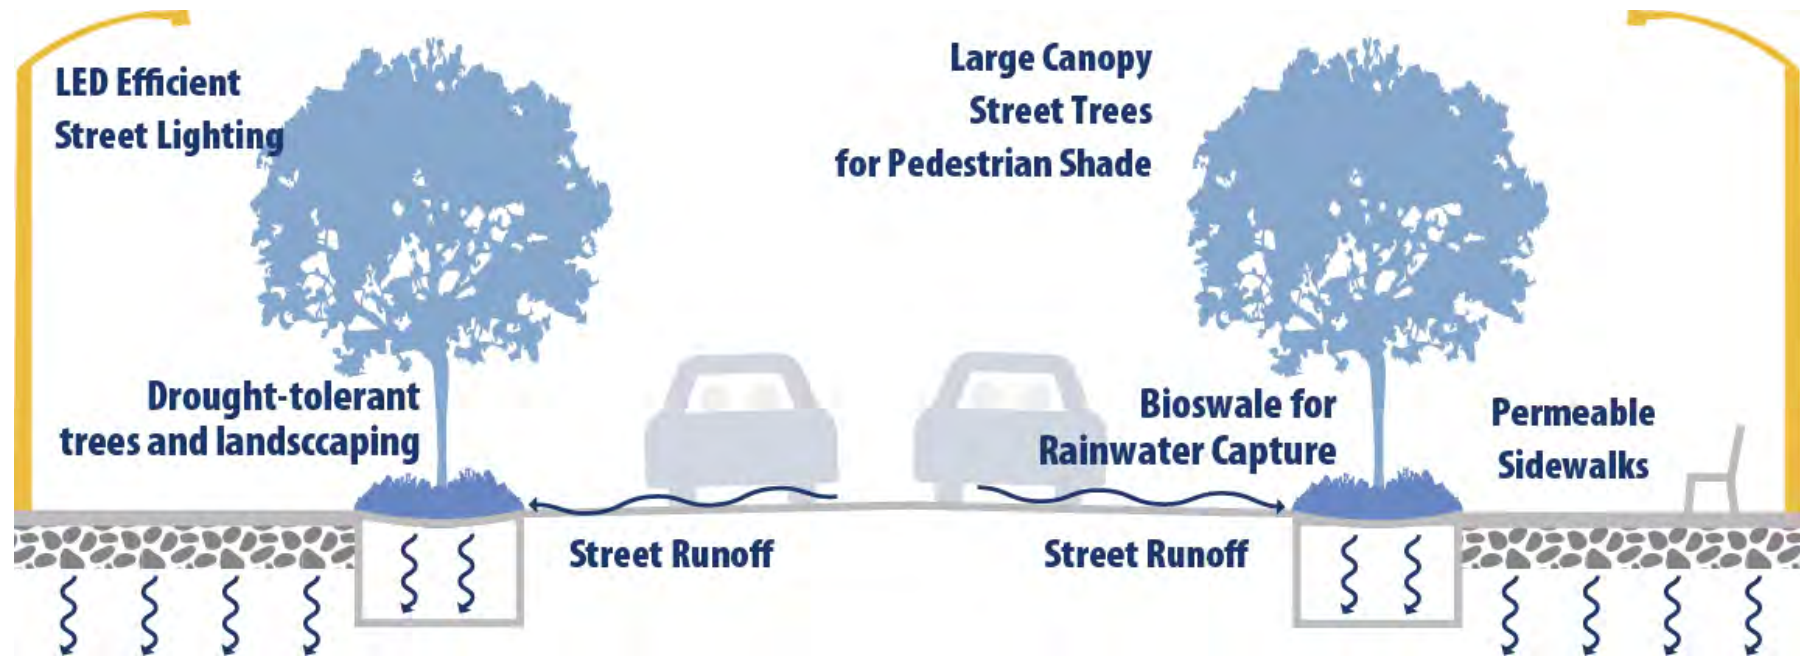 LED Efficient
Street Lighting
Large Canopy
Street Trees
for Pedestrian Shade
Drought-tolerant
trees and landsccaping
Bioswale for
Rainwater Capture
Permeable
Sidewalks
Street Runoff
Street Runoff